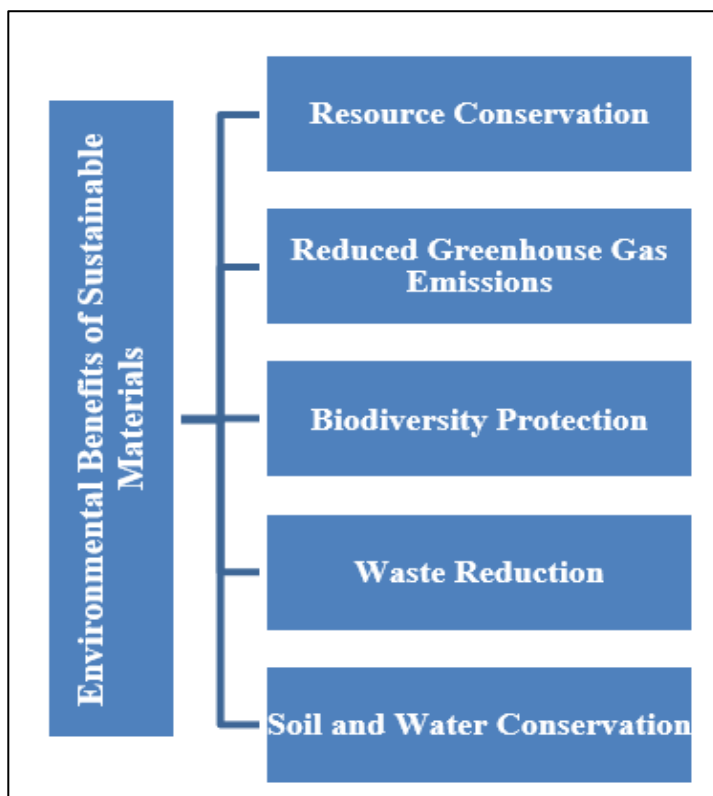 Environmental Benefits of Sustainable
Materials
Resource Conservation
Reduced Greenhouse Gas
Emissions
Biodiversity Protection
Waste Reduction
Soil and Water Conservation